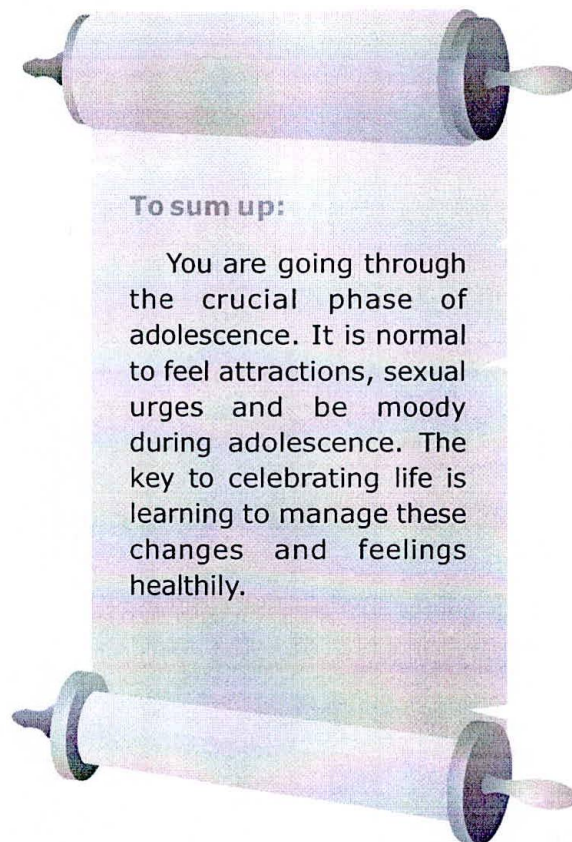 To sum up:
You are going through
the crucial phase of
adolescence. It is normal
to feel attractions, sexual
urges and be moody
during adolescence. The
key to celebrating life is
learning to manage these
changes and feelings
healthily.